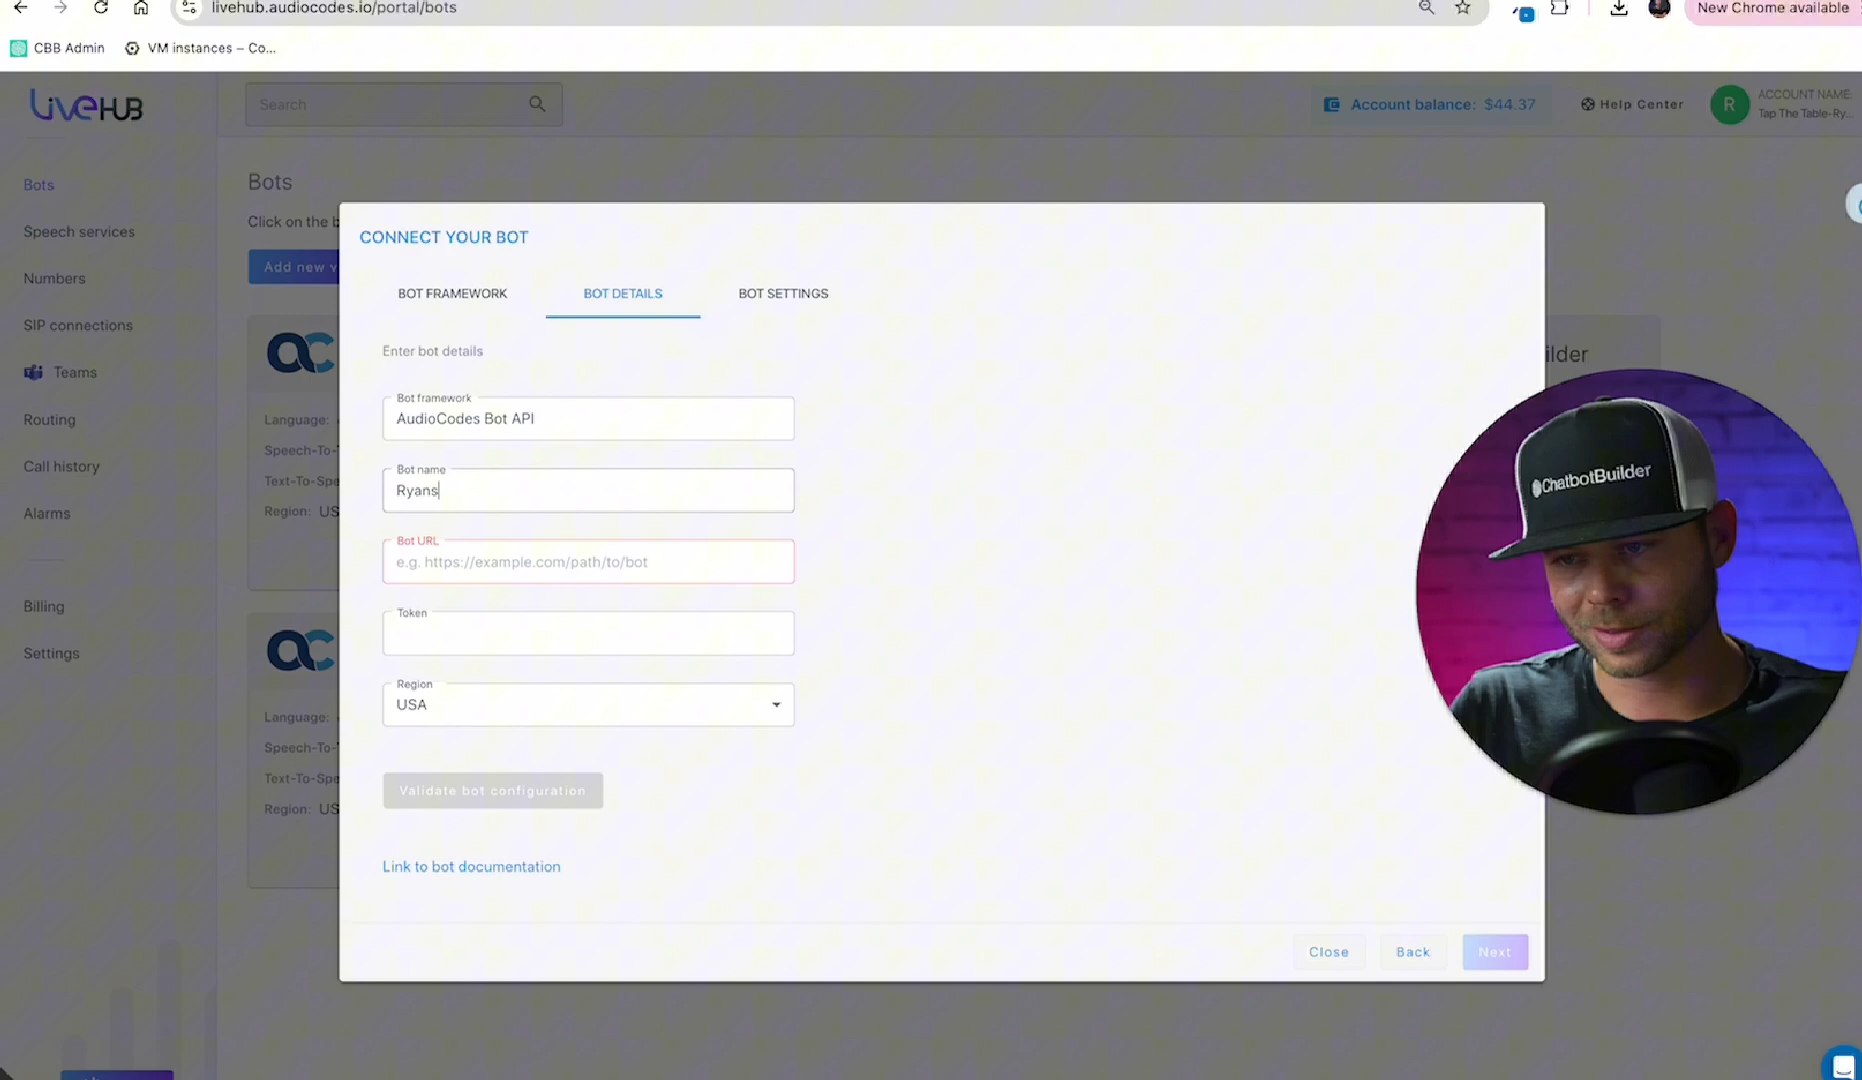 livehub.audiocodes.io/portal/bots
New Chrome available
CBB Admin
VM instances – Co...
LiveHUB
Search
Account balance: $44.37
Help Center
R
ACCOUNT NAME:
Tap The Table-Ry...
Bots
Speech services
Numbers
SIP connections
Teams
Routing
Call history
Alarms
Billing
Settings
Bots
Click on the b
Add new v
ac
Language:
Speech-To-
Text-To-Spe
Region: US
ac
Language:
Speech-To-
Text-To-Spe
Region: US
ilder
CONNECT YOUR BOT
BOT FRAMEWORK
BOT DETAILS
BOT SETTINGS
Enter bot details
Bot framework
AudioCodes Bot API
Bot name
Ryans
Bot URL
e.g. https://example.com/path/to/bot
Token
Region
USA
Validate bot configuration
Link to bot documentation
Close
Back
Next
ChatbotBuilder